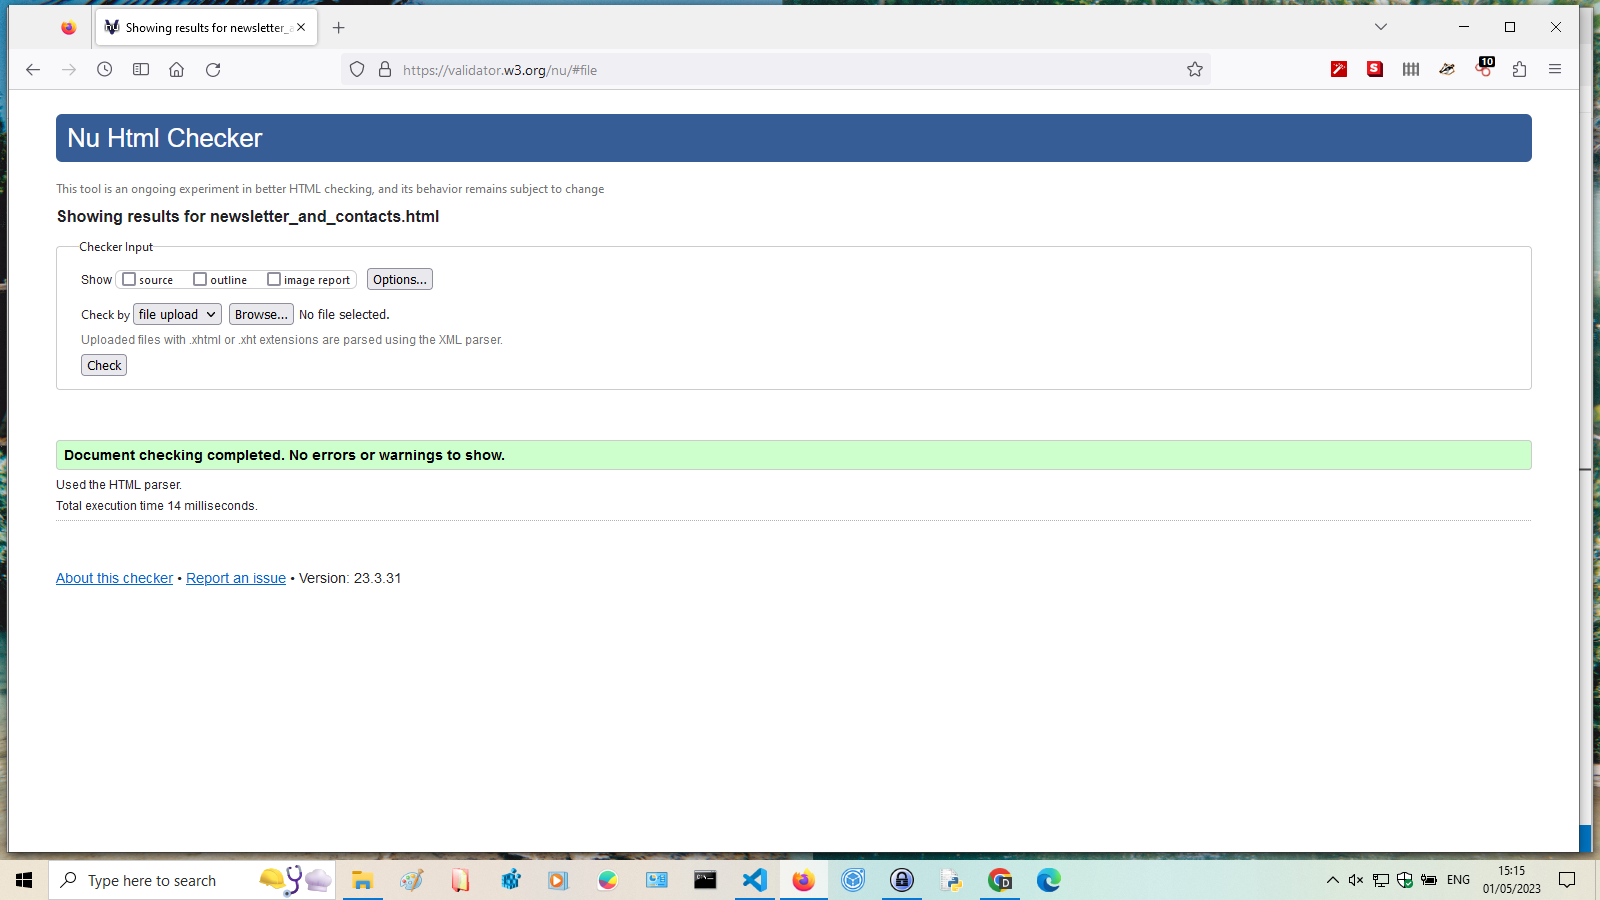 Showing results for newsletter_a
https://validator.w3.org/nu/#file
10
Nu Html Checker
This tool is an ongoing experiment in better HTML checking, and its behavior remains subject to change
Showing results for newsletter_and_contacts.html
Checker Input
Show source outline image report Options...
Check by file upload Browse... No file selected.
Uploaded files with .xhtml or .xht extensions are parsed using the XML parser.
Check
Document checking completed. No errors or warnings to show.
Used the HTML parser.
Total execution time 14 milliseconds.
About this checker • Report an issue • Version: 23.3.31
Type here to search
ENG
15:15
01/05/2023